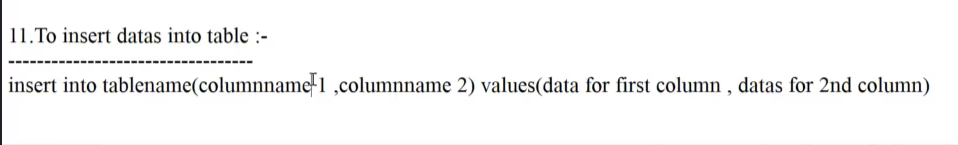 11.To insert datas into table :-
----------------------------------
insert into tablename(columnname 1 ,columnname 2) values(data for first column , datas for 2nd column)